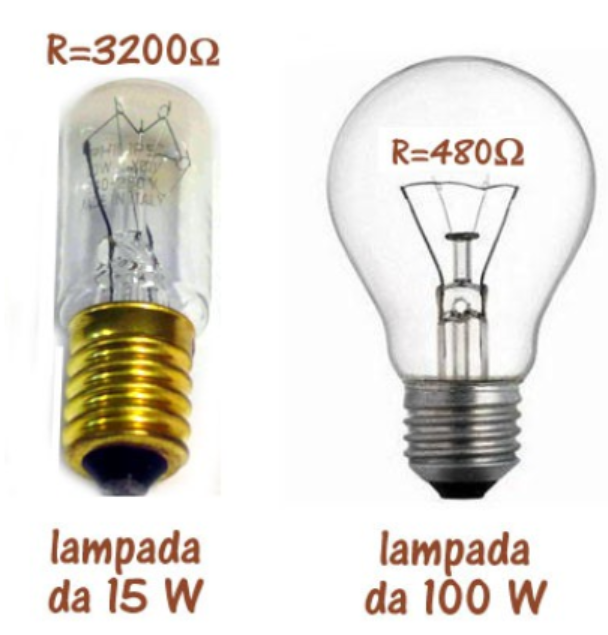 R=3200Ω
R=480Ω
lampada
da 15 W
lampada
da 100 W